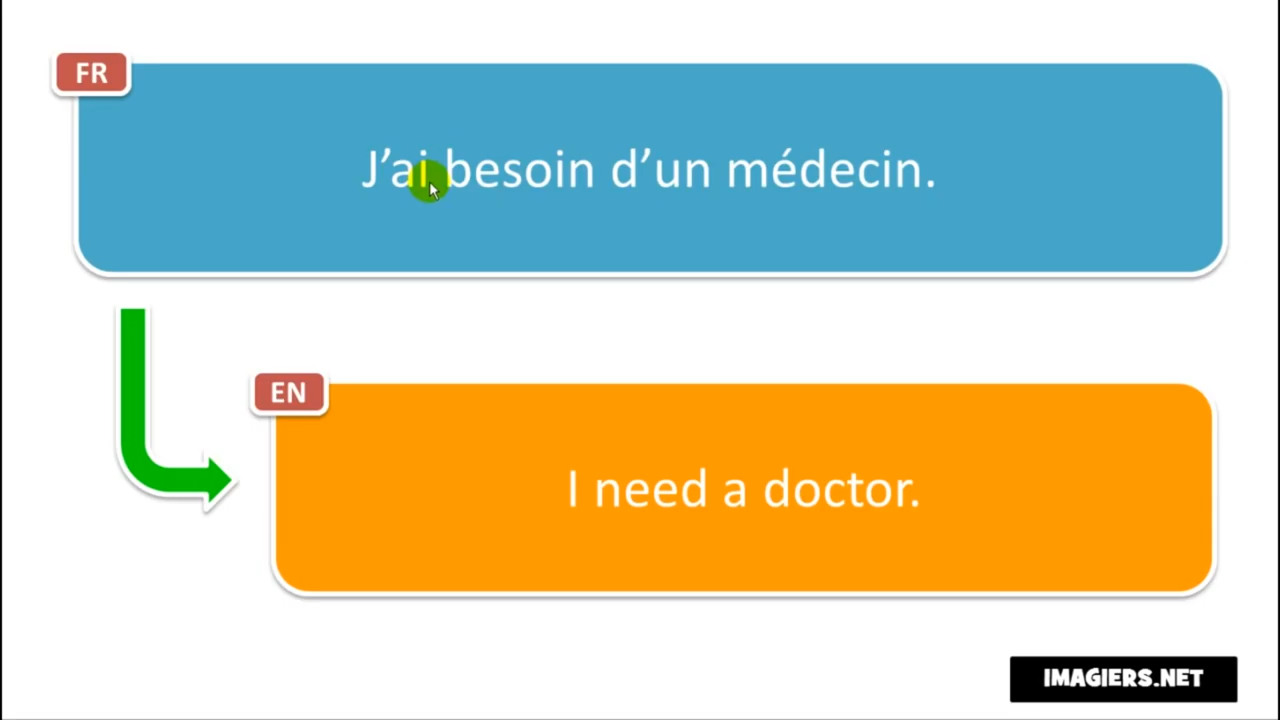 FR
J’ai besoin d’un médecin.
EN
I need a doctor.
IMAGIERS.NET